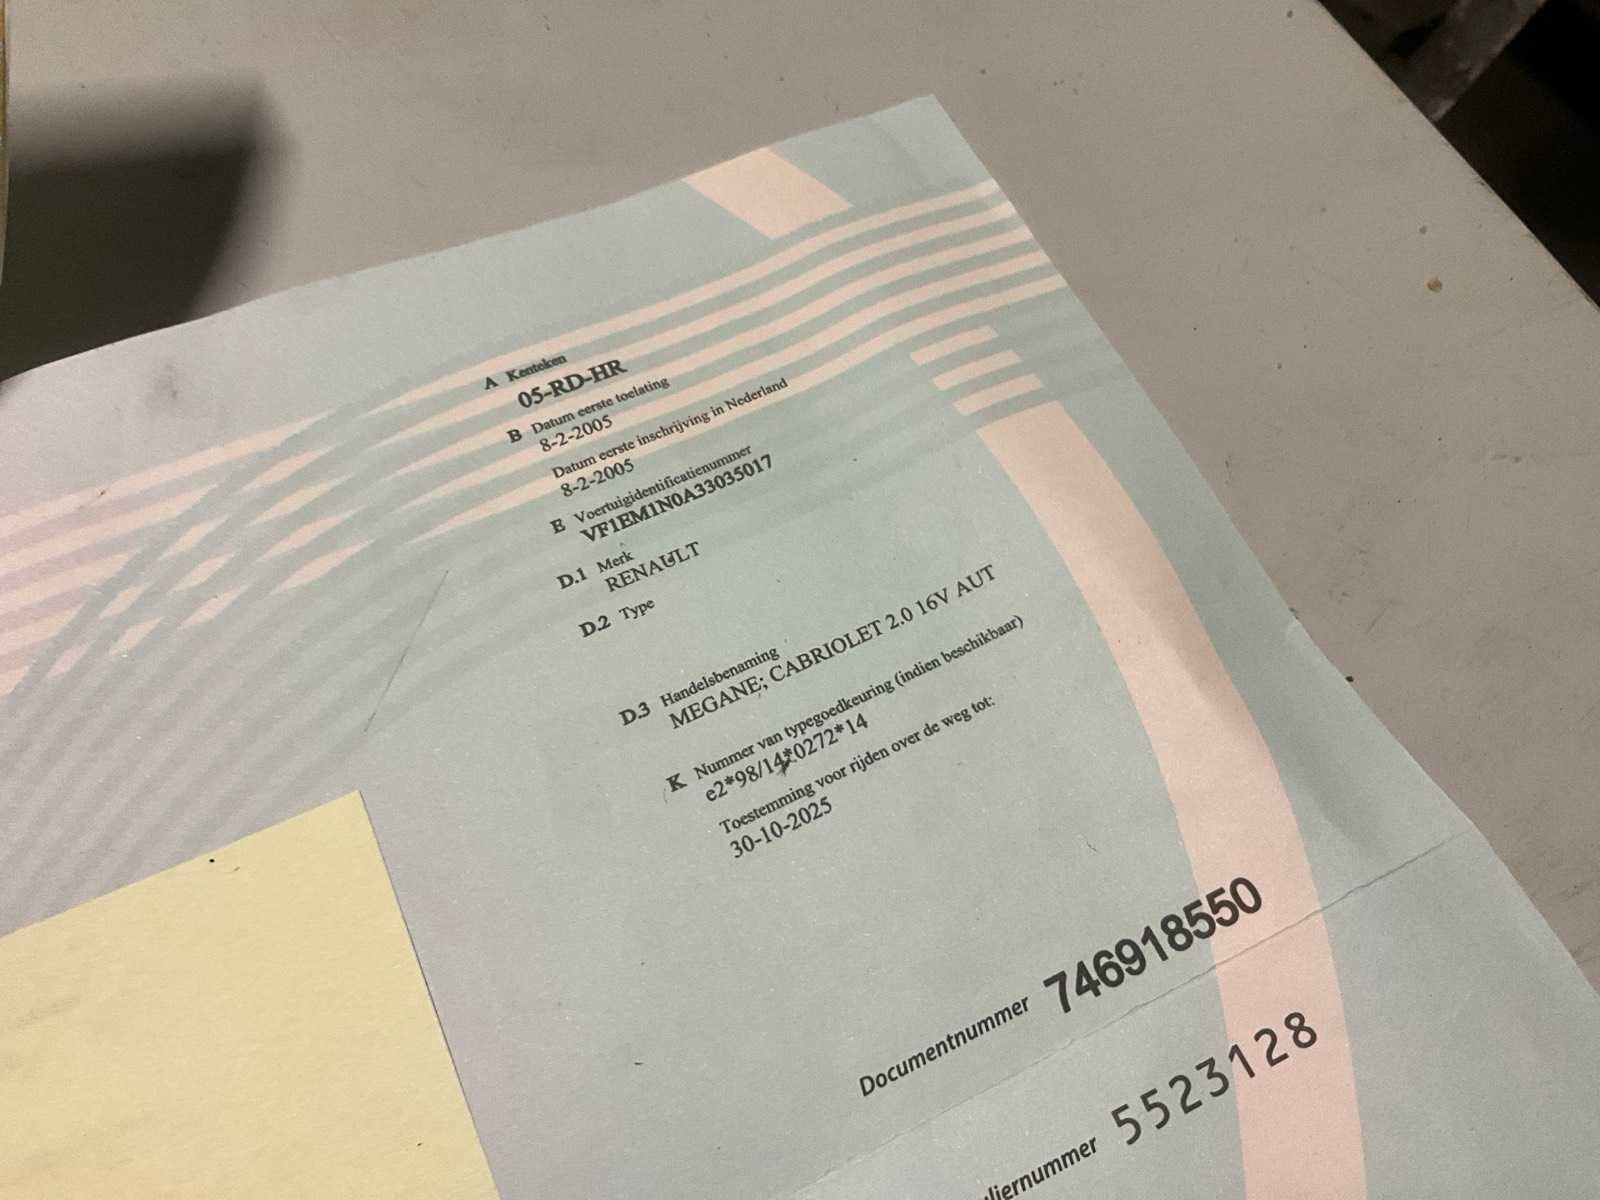 A Kenteken
05-RD-HR
B Datum eerste toelating
8-2-2005
Datum eerste inschrijving in Nederland
8-2-2005
E Voertuigidentificatienummer
VF1EM1N0A33035017
D.1 Merk
RENAULT
D.2 Type
D.3 Handelsbenaming
MEGANE; CABRIOLET 2.0 16V AUT
K Nummer van typegoedkeuring (indien beschikbaar)
e2*98/14*0272*14
Toestemming voor rijden over de weg tot:
30-10-2025
Documentnummer 746918550
5523128